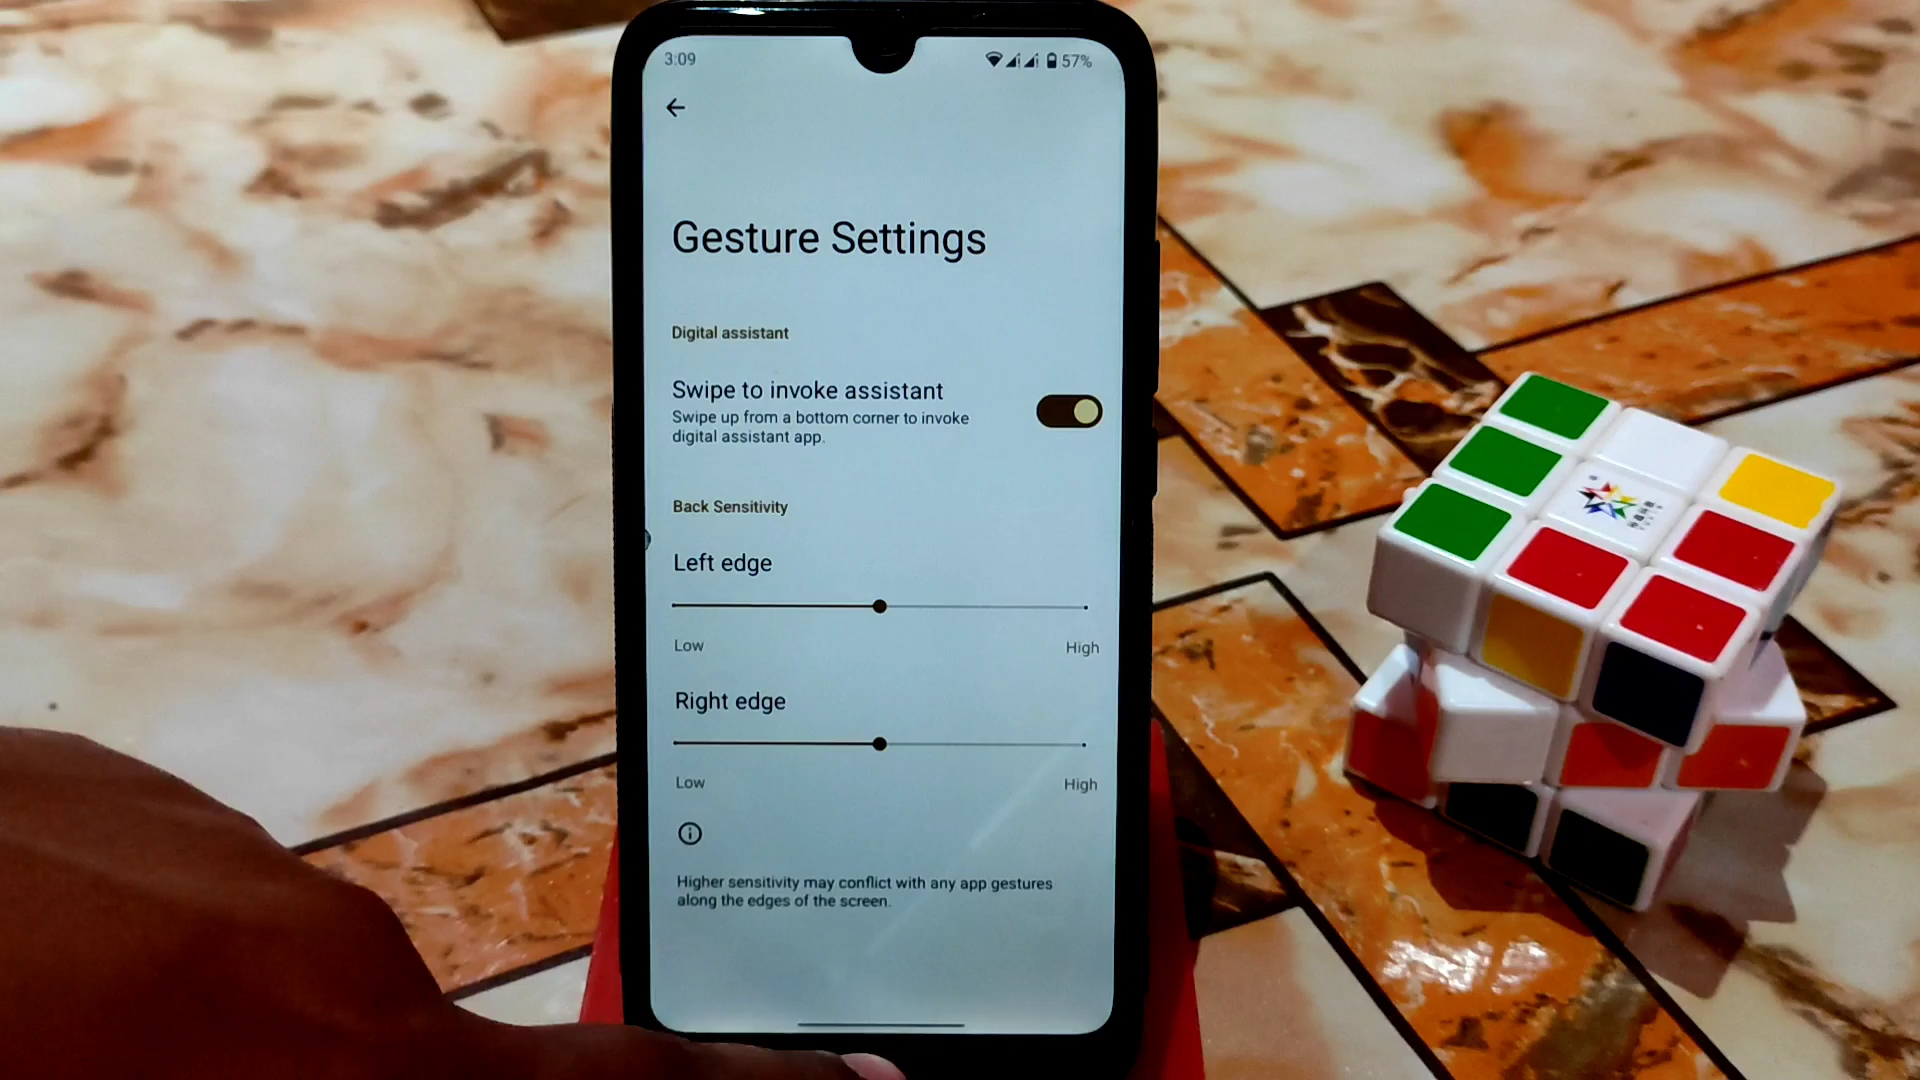 3:09
57%
Gesture Settings
Digital assistant
Swipe to invoke assistant
Swipe up from a bottom corner to invoke
digital assistant app.
Back Sensitivity
Left edge
Low High
Right edge
Low High
Higher sensitivity may conflict with any app gestures
along the edges of the screen.